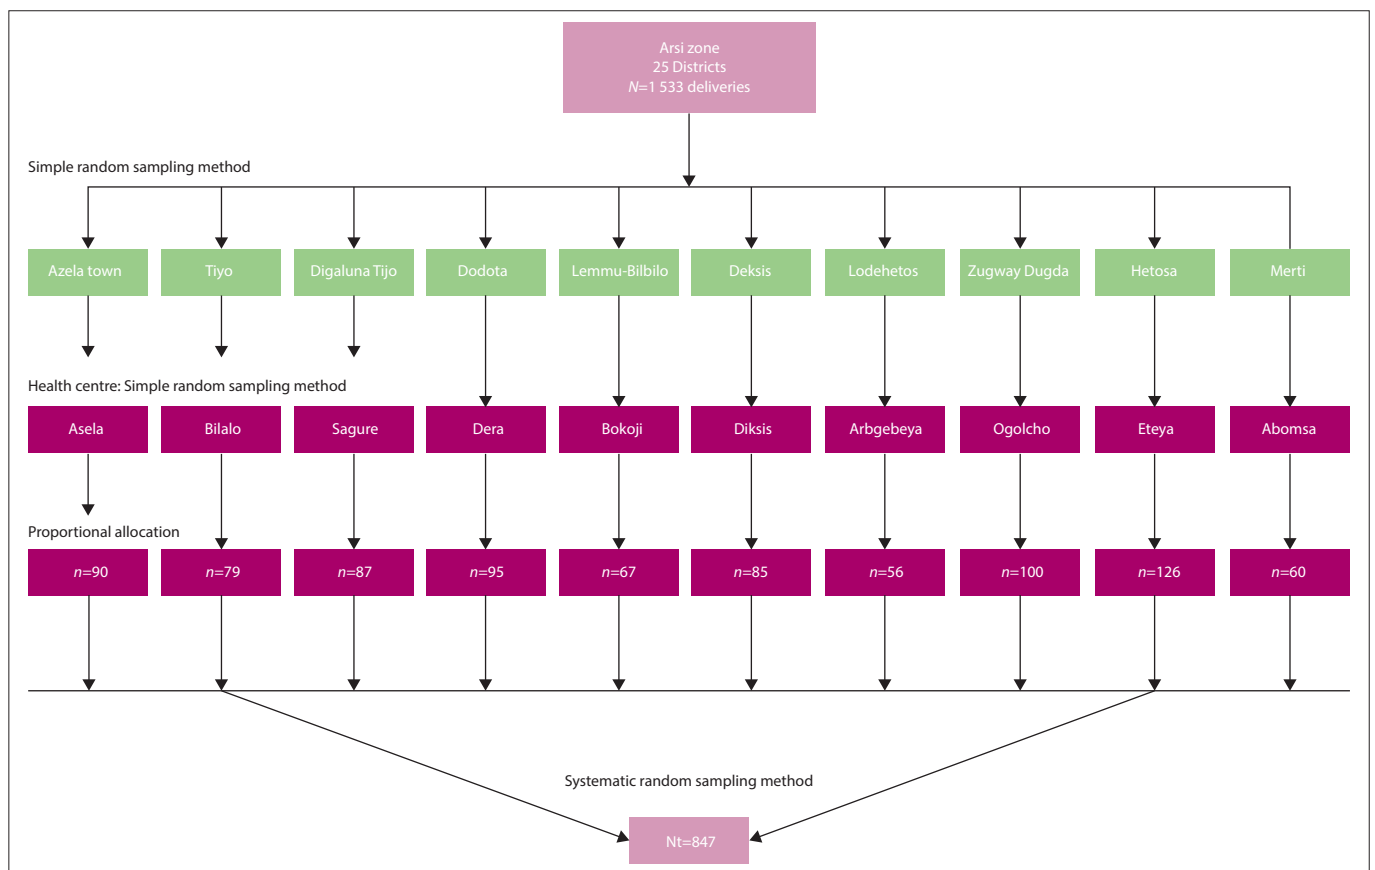 Arsi zone
25 Districts
N=1 533 deliveries
Simple random sampling method
Azela town
Tiyo
Digaluna Tijo
Dodota
Lemmu-Bilbilo
Deksis
Lodehetos
Zugway Dugda
Hetosa
Merti
Health centre: Simple random sampling method
Asela
Bilalo
Sagure
Dera
Bokoji
Diksis
Arbgebeya
Ogolcho
Eteya
Abomsa
Proportional allocation
n=90
n=79
n=87
n=95
n=67
n=85
n=56
n=100
n=126
n=60
Systematic random sampling method
Nt=847